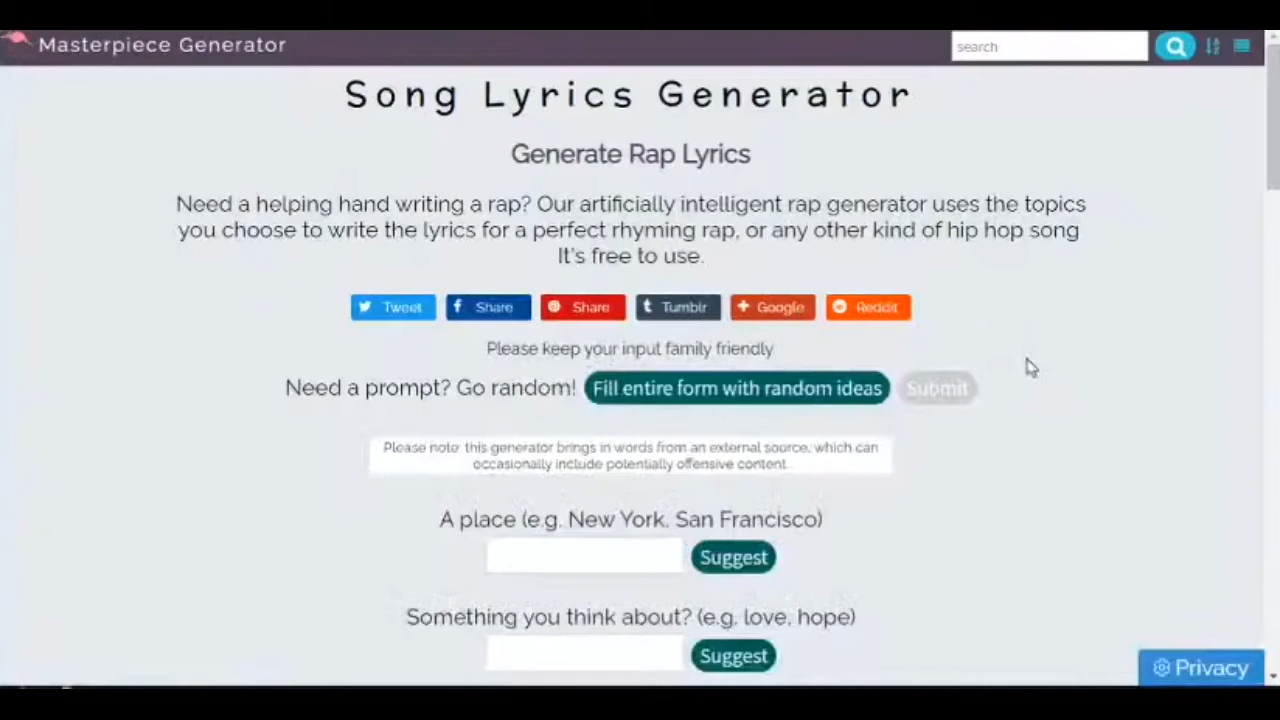 Masterpiece Generator
search
Song Lyrics Generator
Generate Rap Lyrics
Need a helping hand writing a rap? Our artificially intelligent rap generator uses the topics
you choose to write the lyrics for a perfect rhyming rap, or any other kind of hip hop song
It's free to use.
Tweet Share Share Tumblr Google Reddit
Please keep your input family friendly
Need a prompt? Go random! Fill entire form with random ideas Submit
Please note: this generator brings in words from an external source, which can
occasionally include potentially offensive content.
A place (e.g. New York, San Francisco)
Suggest
Something you think about? (e.g. love, hope)
Suggest
Privacy